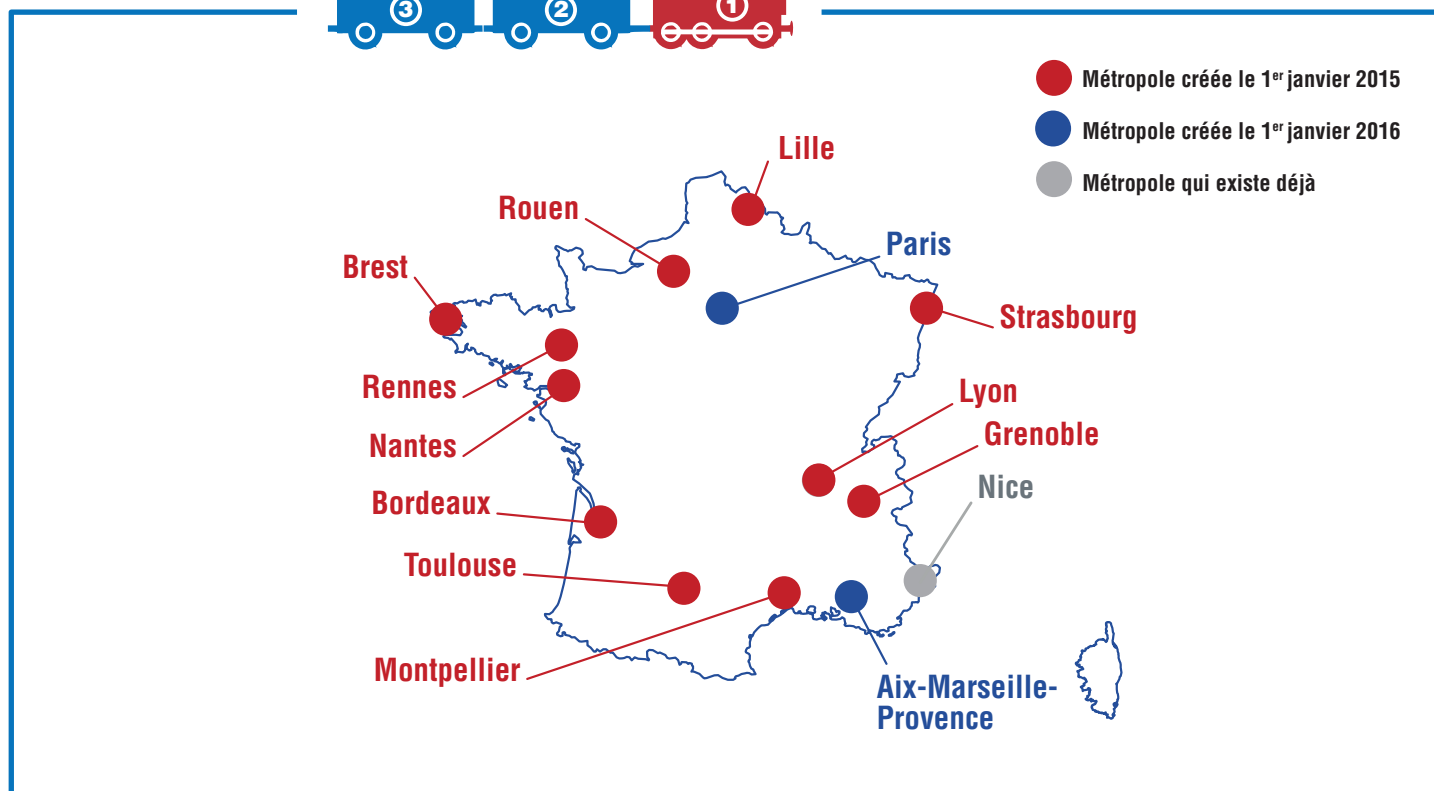 3
2
1
Métropole créée le 1er janvier 2015
Métropole créée le 1er janvier 2016
Métropole qui existe déjà
Lille
Rouen
Paris
Brest
Strasbourg
Rennes
Lyon
Nantes
Grenoble
Nice
Bordeaux
Toulouse
Montpellier
Aix-Marseille-
Provence